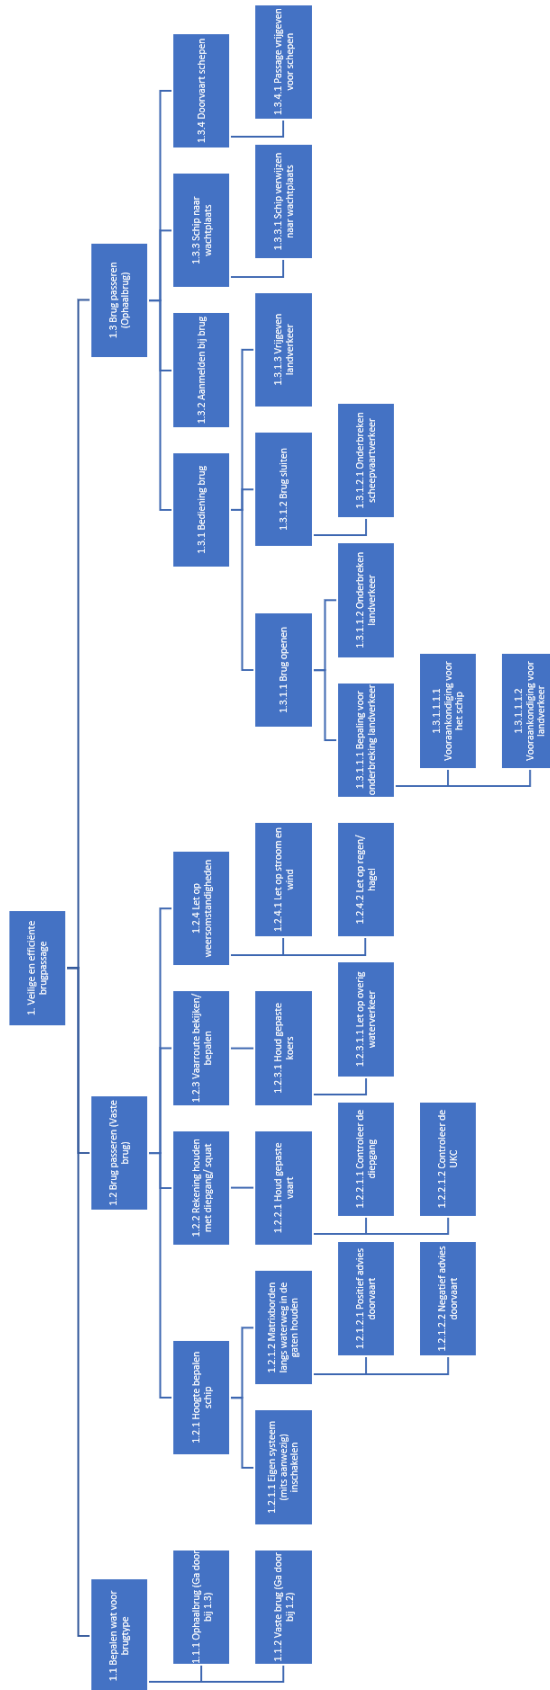 1. Veilige en efficiënte
brugpassage
1.1 Bepalen wat voor
brugtype
1.1.1 Ophaalbrug (Ga door
bij 1.3)
1.1.2 Vaste brug (Ga door
bij 1.2)
1.2 Brug passeren (Vaste
brug)
1.2.1 Hoogte bepalen
schip
1.2.1.1 Eigen systeem
(mits aanwezig)
inschakelen
1.2.1.2 Matrixborden
langs waterweg in de
gaten houden
1.2.1.2.1 Positief advies
doorvaart
1.2.1.2.2 Negatief advies
doorvaart
1.2.2 Rekening houden
met diepgang/ squat
1.2.2.1 Houd gepaste
vaart
1.2.2.1.1 Controleer de
diepgang
1.2.2.1.2 Controleer de
UKC
1.2.3 Vaarroute bekijken/
bepalen
1.2.3.1 Houd gepaste
koers
1.2.3.1.1 Let op overig
waterverkeer
1.2.4 Let op
weersomstandigheden
1.2.4.1 Let op stroom en
wind
1.2.4.2 Let op regen/
hagel
1.3 Brug passeren
(Ophaalbrug)
1.3.1 Bediening brug
1.3.1.1 Brug openen
1.3.1.1.1 Bepaling voor
onderbreking landverkeer
1.3.1.1.1.1
Vooraankondiging voor
het schip
1.3.1.1.1.2
Vooraankondiging voor
landverkeer
1.3.1.1.2 Onderbreken
landverkeer
1.3.1.2 Brug sluiten
1.3.1.2.1 Onderbreken
scheepvaartverkeer
1.3.1.3 Vrijgeven
landverkeer
1.3.2 Aanmelden bij brug
1.3.3 Schip naar
wachtplaats
1.3.3.1 Schip verwijzen
naar wachtplaats
1.3.4 Doorvaart schepen
1.3.4.1 Passage vrijgeven
voor schepen